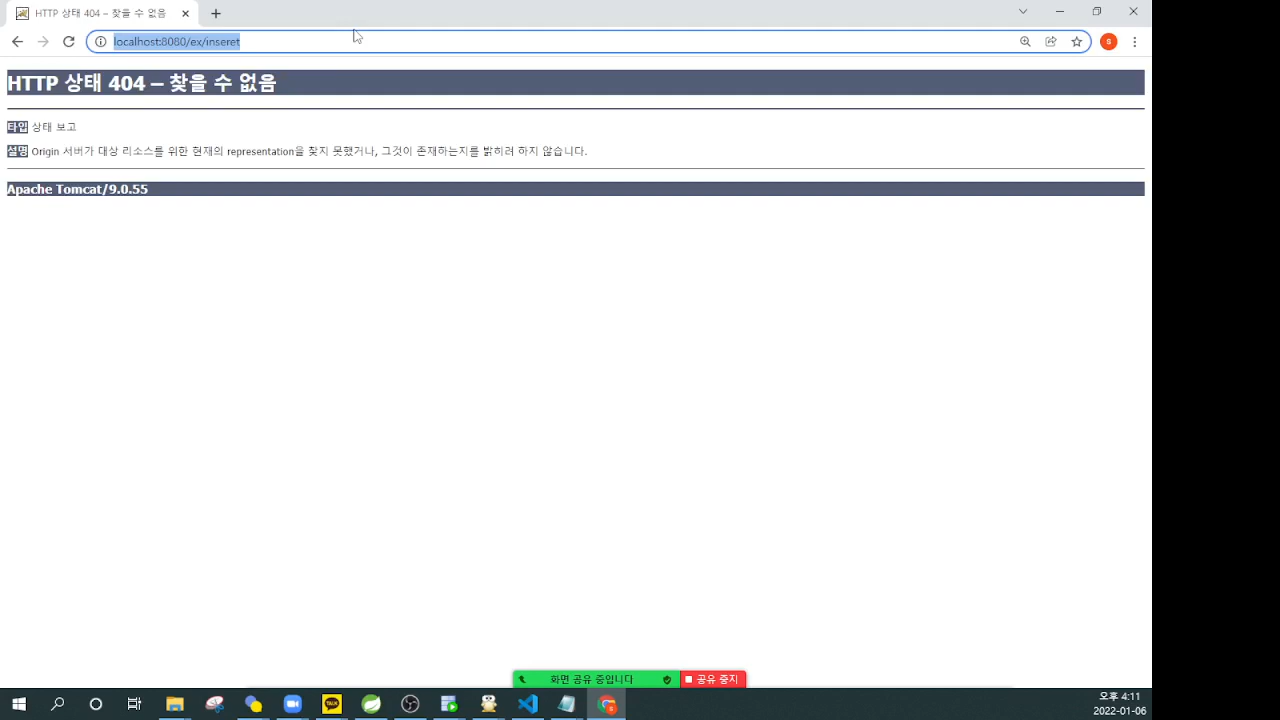 HTTP 상태 404 – 찾을 수 없음
localhost:8080/ex/inseret
s
HTTP 상태 404 – 찾을 수 없음
타입 상태 보고
설명 Origin 서버가 대상 리소스를 위한 현재의 representation을 찾지 못했거나, 그것이 존재하는지를 밝히려 하지 않습니다.
Apache Tomcat/9.0.55
화면 공유 중입니다 공유 중지
TALK
오후 4:11
2022-01-06